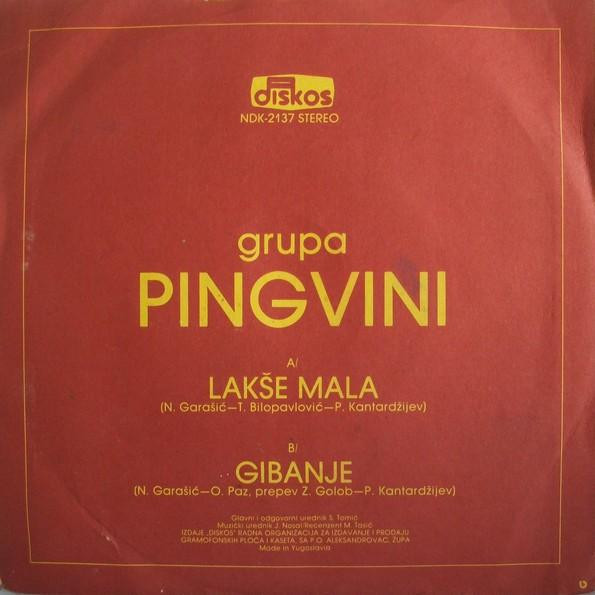 diskos
NDK-2137 STEREO
grupa
PINGVINI
A/
LAKŠE MALA
(N. Garašić—T. Bilopavlović—P. Kantardžijev)
B/
GIBANJE
(N. Garašić—O. Paz, prepev Z. Golob—P. Kantardžijev)
Glavni i odgovorni urednik S. Tomić
Muzički urednik J. Nosal/Recenzent M. Tasić
IZDAJE „DISKOS" RADNA ORGANIZACIJA ZA IZDAVANJE I PRODAJU
GRAMOFONSKIH PLOČA I KASETA, SA P.O. ALEKSANDROVAC, ŽUPA
Made in Yugoslavia